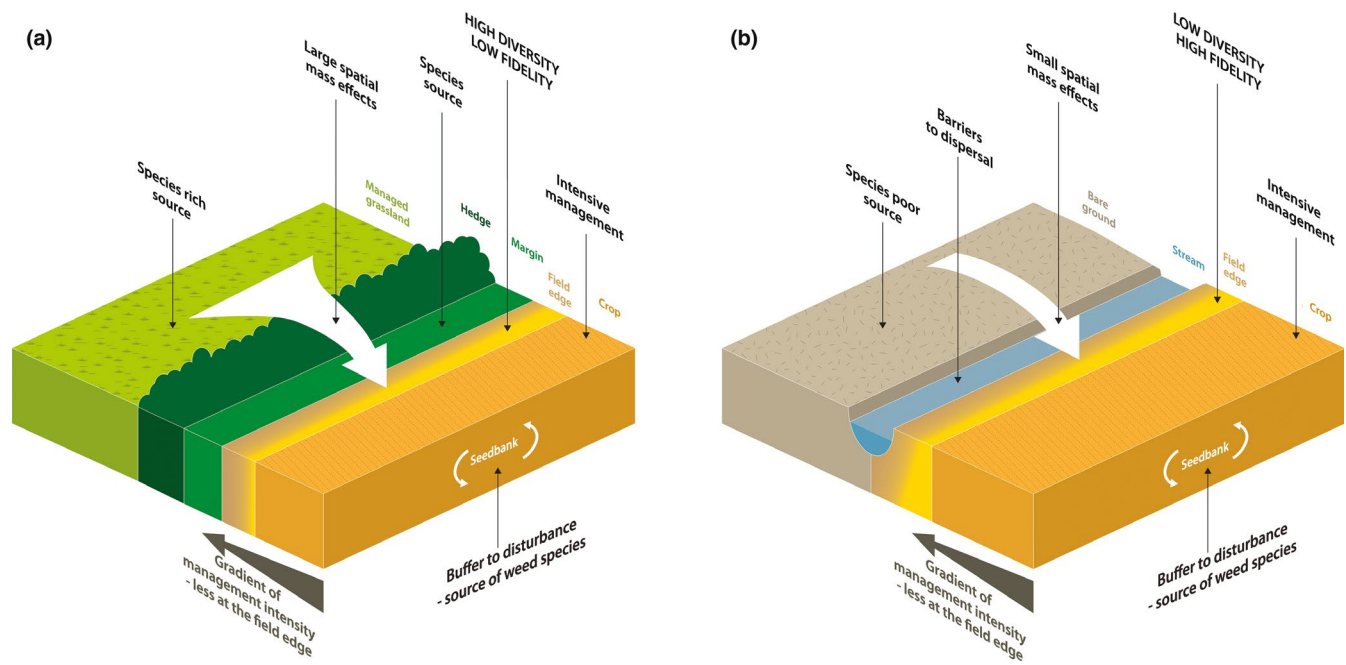 (a)
HIGH DIVERSITY
LOW FIDELITY
Large spatial
mass effects
Species
source
Species rich
source
Managed
grassland
Hedge
Margin
Field
edge
Crop
Intensive
management
Seedbank
Buffer to disturbance
- source of weed species
Gradient of
management intensity
- less at the field edge
(b)
LOW DIVERSITY
HIGH FIDELITY
Small spatial
mass effects
Barriers
to dispersal
Species poor
source
Bare
ground
Stream
Field
edge
Crop
Intensive
management
Seedbank
Buffer to disturbance
- source of weed species
Gradient of
management intensity
- less at the field edge